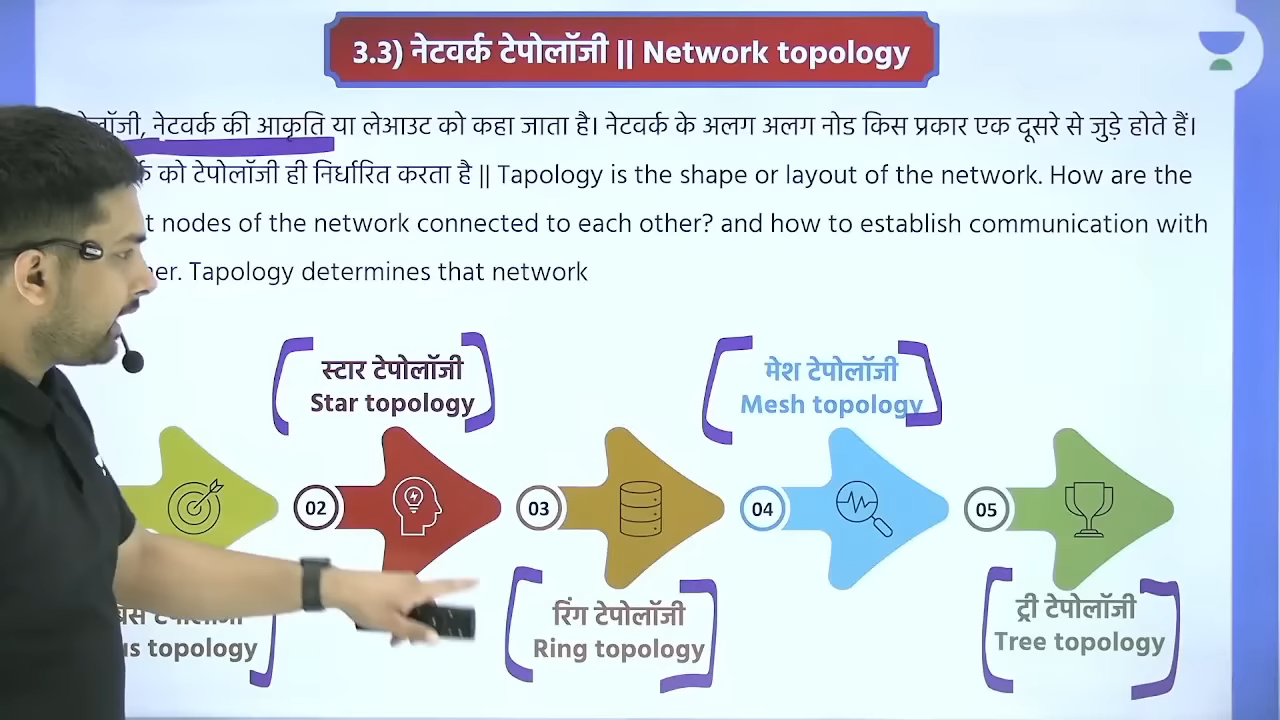 3.3) नेटवर्क टेपोलॉजी || Network topology
नेटवर्क की आकृति या लेआउट को कहा जाता है। नेटवर्क के अलग अलग नोड किस प्रकार एक दूसरे से जुड़े होते हैं।
को टेपोलॉजी ही निर्धारित करता है || Tapology is the shape or layout of the network. How are the
nodes of the network connected to each other? and how to establish communication with
Tapology determines that network
स्टार टेपोलॉजी
Star topology
मेश टेपोलॉजी
Mesh topology
02
03
04
05
टेपोलॉजी
topology
रिंग टेपोलॉजी
Ring topology
ट्री टेपोलॉजी
Tree topology